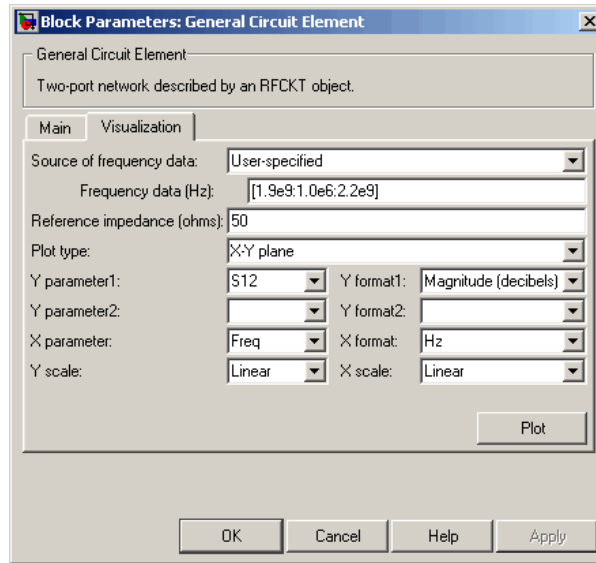 Block Parameters: General Circuit Element
General Circuit Element
Two-port network described by an RFCKT object.
Main Visualization
Source of frequency data: User-specified
Frequency data (Hz): [1.9e9:1.0e6:2.2e9]
Reference impedance (ohms): 50
Plot type: X-Y plane
Y parameter1: S12 Y format1: Magnitude (decibels)
Y parameter2: Y format2:
X parameter: Freq X format: Hz
Y scale: Linear X scale: Linear
Plot
OK Cancel Help Apply